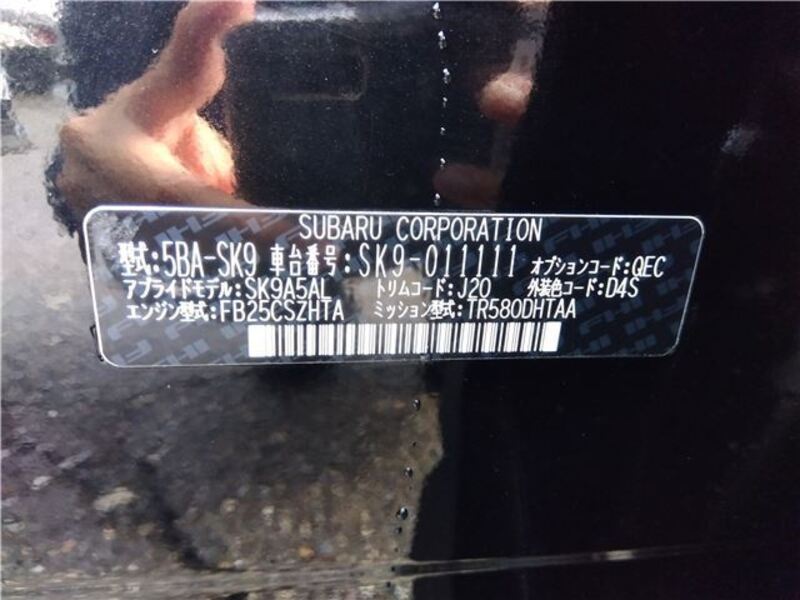 SUBARU CORPORATION
型式:5BA-SK9 車台番号:SK9-011111 オプションコード:QEC
アプライドモデル:SK9A5AL トリムコード:J20 外装色コード:D4S
エンジン型式:FB25CSZHTA ミッション型式:TR580DHTAA